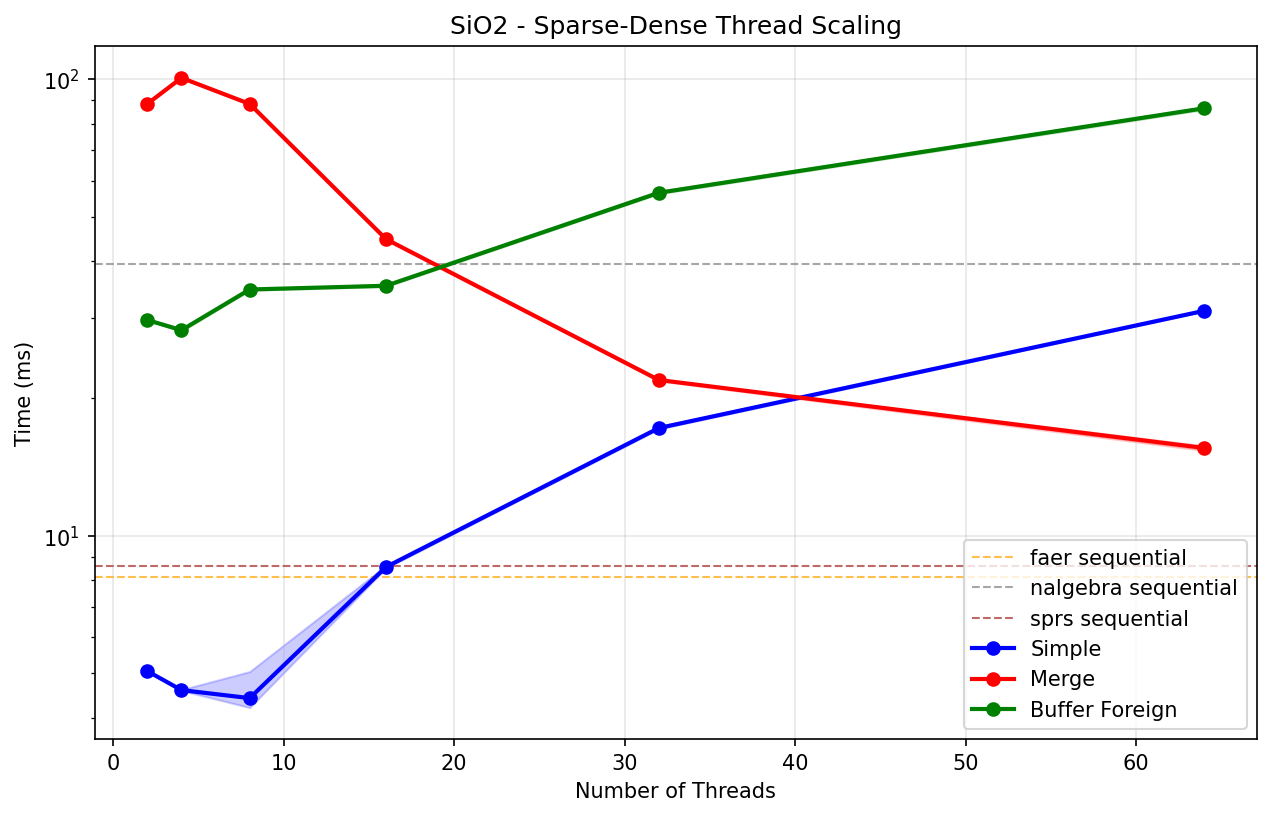 SiO2 - Sparse-Dense Thread Scaling
Time (ms)
10²
10¹
0 10 20 30 40 50 60
Number of Threads
faer sequential
nalgebra sequential
sprs sequential
Simple
Merge
Buffer Foreign